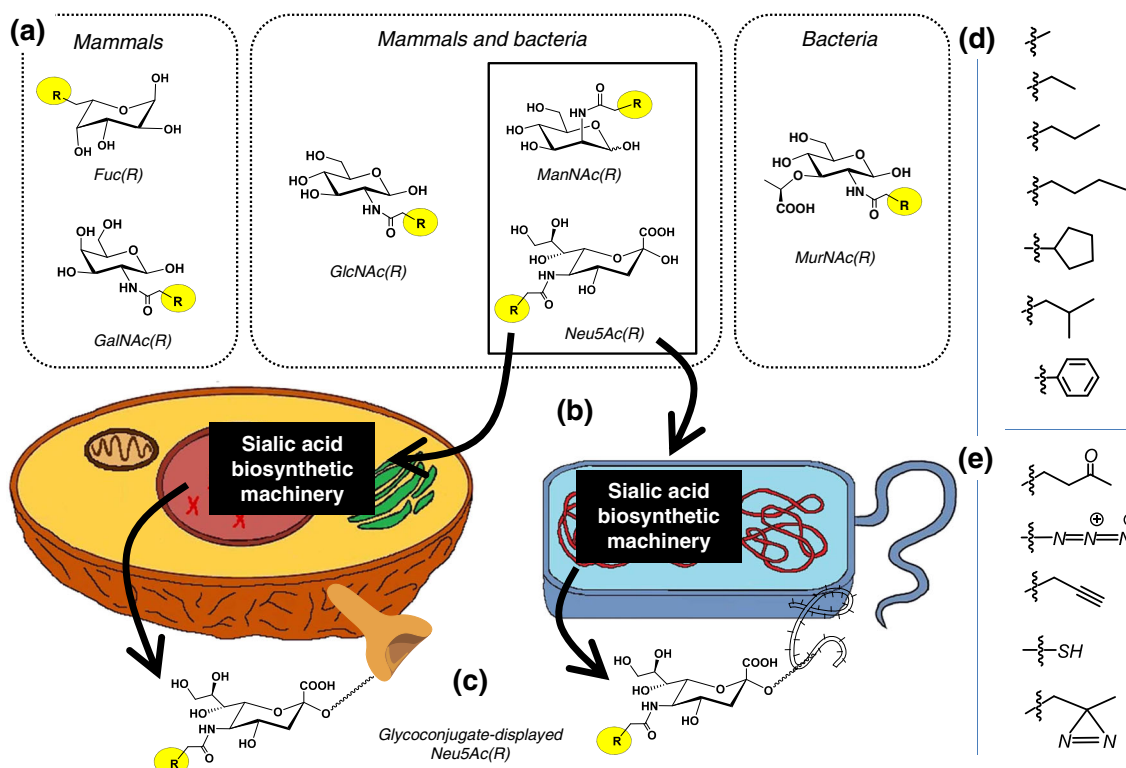 (a)
Mammals
Mammals and bacteria
Bacteria
(d)
R
OH
O
OH
OH
OH
Fuc(R)
HO
OH
O
HO
OH
NH
O
R
GalNAc(R)
HO
HO
O
HO
OH
NH
O
R
GlcNAc(R)
O
R
HO
HN
HO
O
HO
OH
ManNAc(R)
HO
OH
COOH
HO
O
OH
HN
HO
O
R
Neu5Ac(R)
HO
HO
O
O
OH
NH
COOH
O
R
MurNAc(R)
(b)
Sialic acid
biosynthetic
machinery
Sialic acid
biosynthetic
machinery
(e)
O
N=N=N
⊕
SH
N=N
(c)
HO
OH
COOH
HO
HO
O
O
HN
HO
O
R
Glycoconjugate-displayed
Neu5Ac(R)
HO
OH
COOH
HO
HO
O
O
HN
HO
O
R